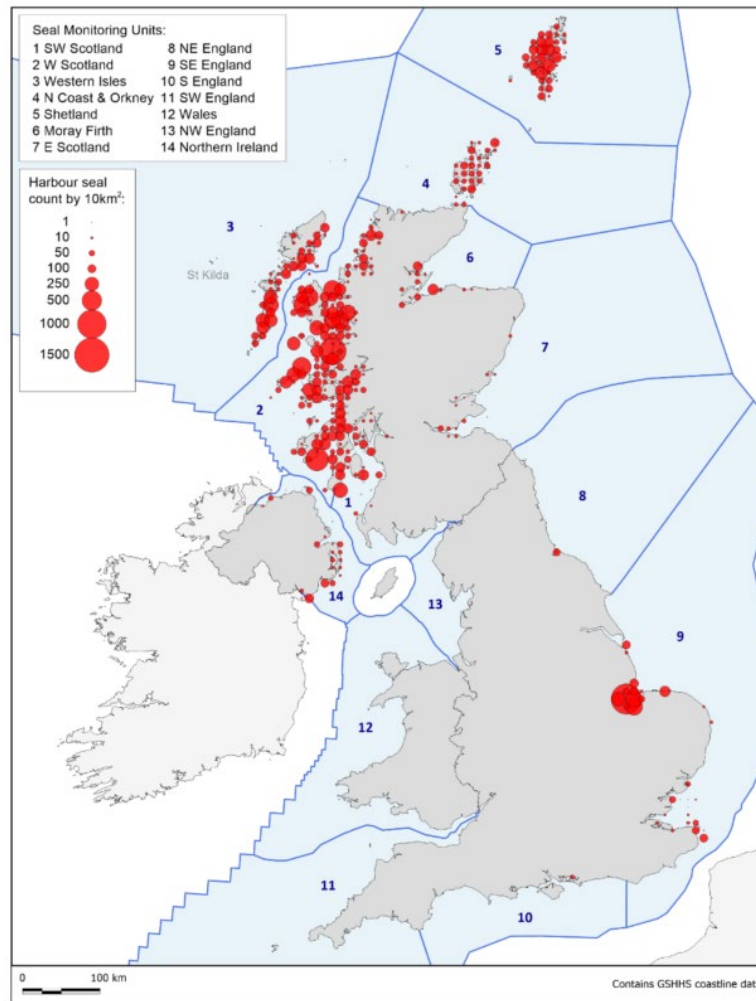 Seal Monitoring Units:
1 SW Scotland 8 NE England
2 W Scotland 9 SE England
3 Western Isles 10 S England
4 N Coast & Orkney 11 SW England
5 Shetland 12 Wales
6 Moray Firth 13 NW England
7 E Scotland 14 Northern Ireland
Harbour seal
count by 10km²:
1
10
50
100
250
500
1000
1500
5
4
3
6
St Kilda
7
2
8
1
14
13
9
12
11
10
0 100 km
Contains GSHHS coastline dat